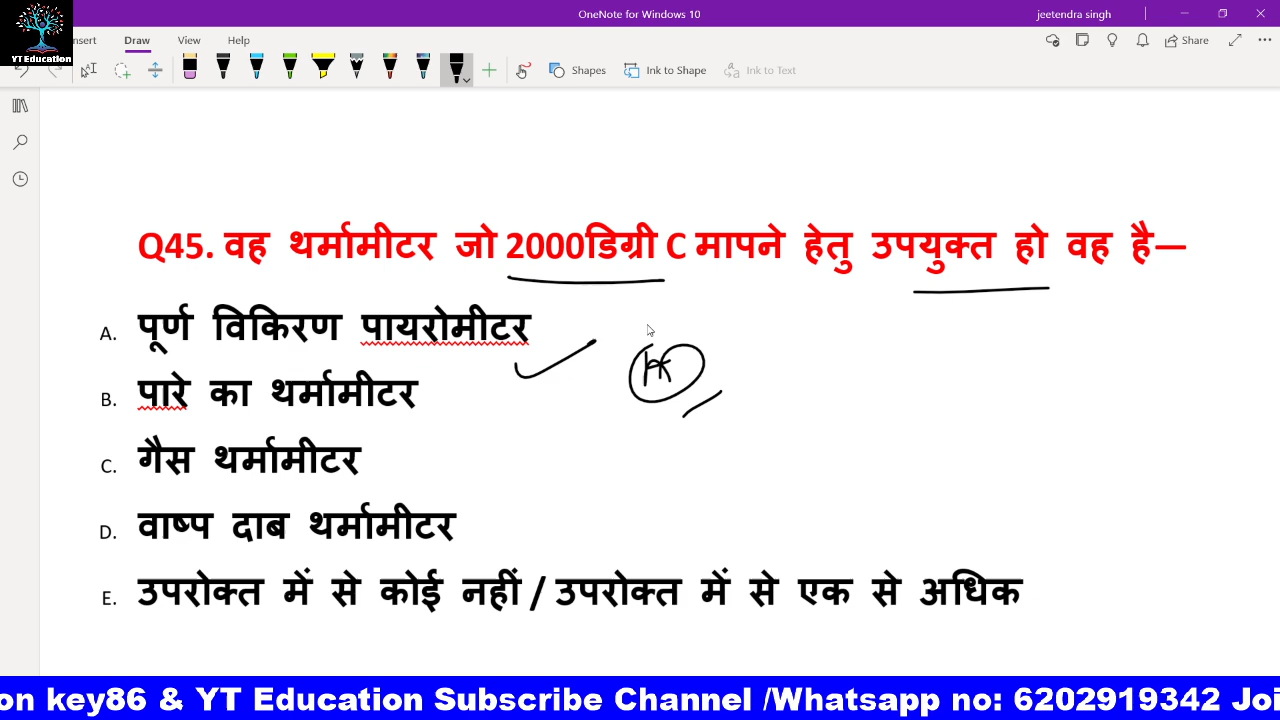 OneNote for Windows 10
jeetendra singh
YT Education
nsert Draw View Help
Share
Shapes
Ink to Shape
Ink to Text
Q45. वह थर्मामीटर जो 2000डिग्री C मापने हेतु उपयुक्त हो वह है—
A. पूर्ण विकिरण पायरोमीटर
B. पारे का थर्मामीटर
C. गैस थर्मामीटर
D. वाष्प दाब थर्मामीटर
E. उपरोक्त में से कोई नहीं / उपरोक्त में से एक से अधिक
on key86 & YT Education Subscribe Channel /Whatsapp no: 6202919342 Joi